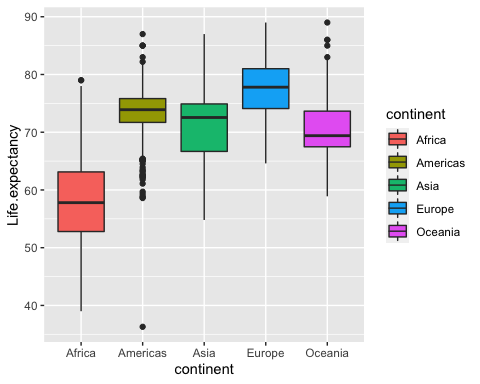 90
80
70
60
50
40
Life.expectancy
Africa Americas Asia Europe Oceania
continent
continent
Africa
Americas
Asia
Europe
Oceania